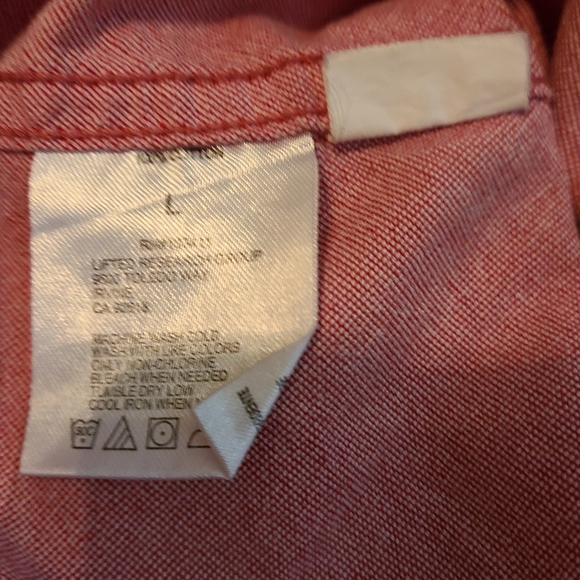 L
LIFTED RESEARCH GROUP
TOLEDO WAY
CA
MACHINE WASH COLD
WASH WITH LIKE COLORS
ONLY NON-CHLORINE
BLEACH WHEN NEEDED
TUMBLE DRY LOW
COOL IRON WHEN
30C